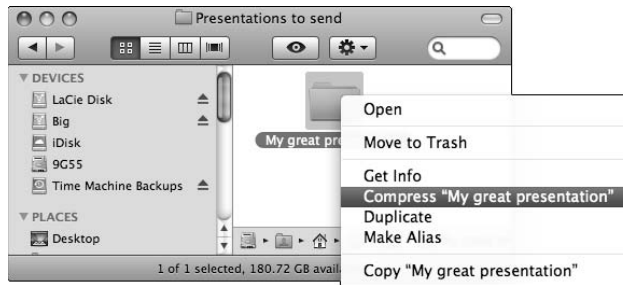 Presentations to send
DEVICES
LaCie Disk
Big
iDisk
9G55
Time Machine Backups
PLACES
Desktop
My great pre
1 of 1 selected, 180.72 GB avail
Open
Move to Trash
Get Info
Compress “My great presentation”
Duplicate
Make Alias
Copy “My great presentation”